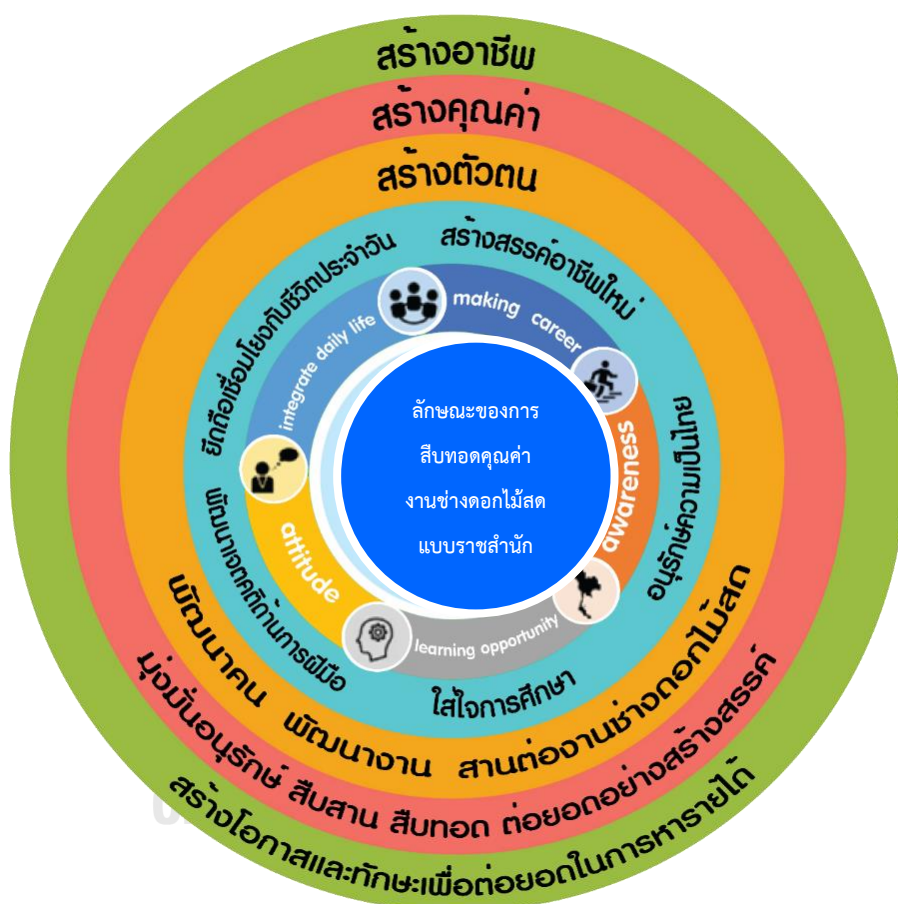 สร้างอาชีพ
สร้างคุณค่า
สร้างตัวตน
ยึดถือเชื่อมโยงกับชีวิตประจำวัน
สร้างสรรค์อาชีพใหม่
อนุรักษ์ความเป็นไทย
ใส่ใจการศึกษา
พัฒนาเจตคติด้านการฝีมือ
integrate daily life
making career
awareness
learning opportunity
attitude
ลักษณะของการ
สืบทอดคุณค่า
งานช่างดอกไม้สด
แบบราชสำนัก
พัฒนาคน พัฒนางาน สานต่องานช่างดอกไม้สด
มุ่งมั่นอนุรักษ์ สืบสาน สืบทอด ต่อยอดอย่างสร้างสรรค์
สร้างโอกาสและทักษะเพื่อต่อยอดในการหารายได้